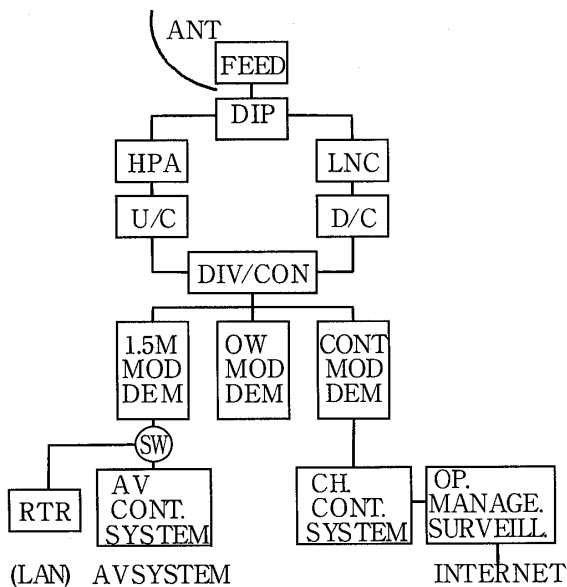 ANT
FEED
DIP
HPA
LNC
U/C
D/C
DIV/CON
1.5M
MOD
DEM
OW
MOD
DEM
CONT
MOD
DEM
SW
RTR
AV
CONT.
SYSTEM
CH.
CONT.
SYSTEM
OP.
MANAGE.
SURVEILL.
(LAN)
AVSYSTEM
INTERNET